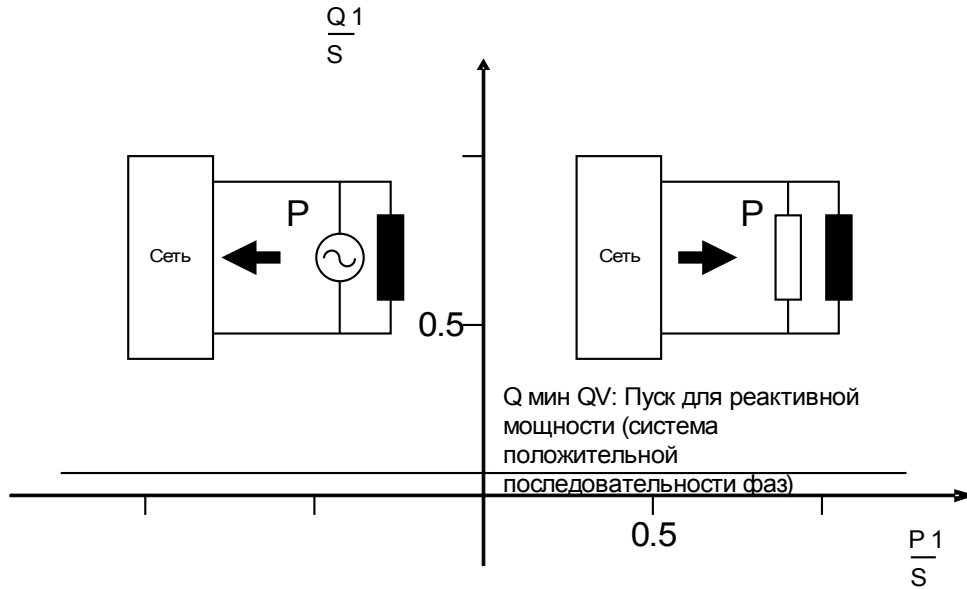 Q 1
S
P
Сеть
P
Сеть
0.5
Q мин QV: Пуск для реактивной
мощности (система
положительной
последовательности фаз)
0.5
P 1
S